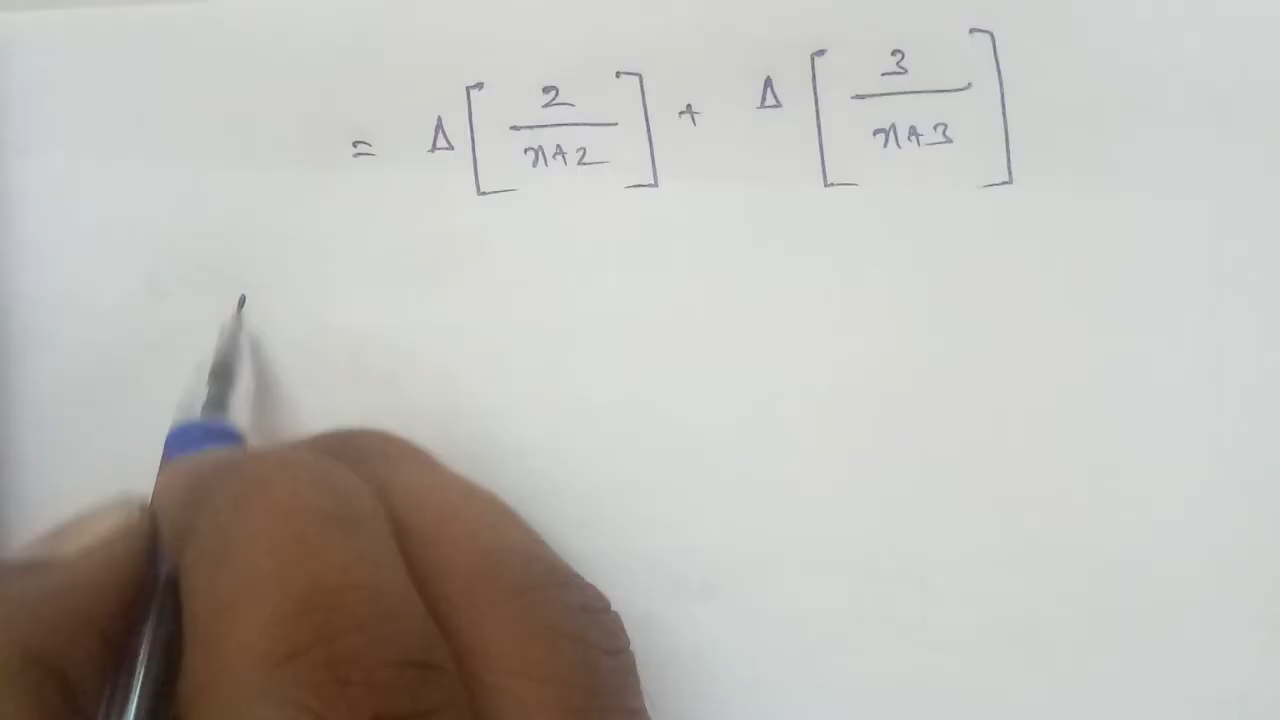 = Δ[2/(x+2)] + Δ[3/(x+3)]